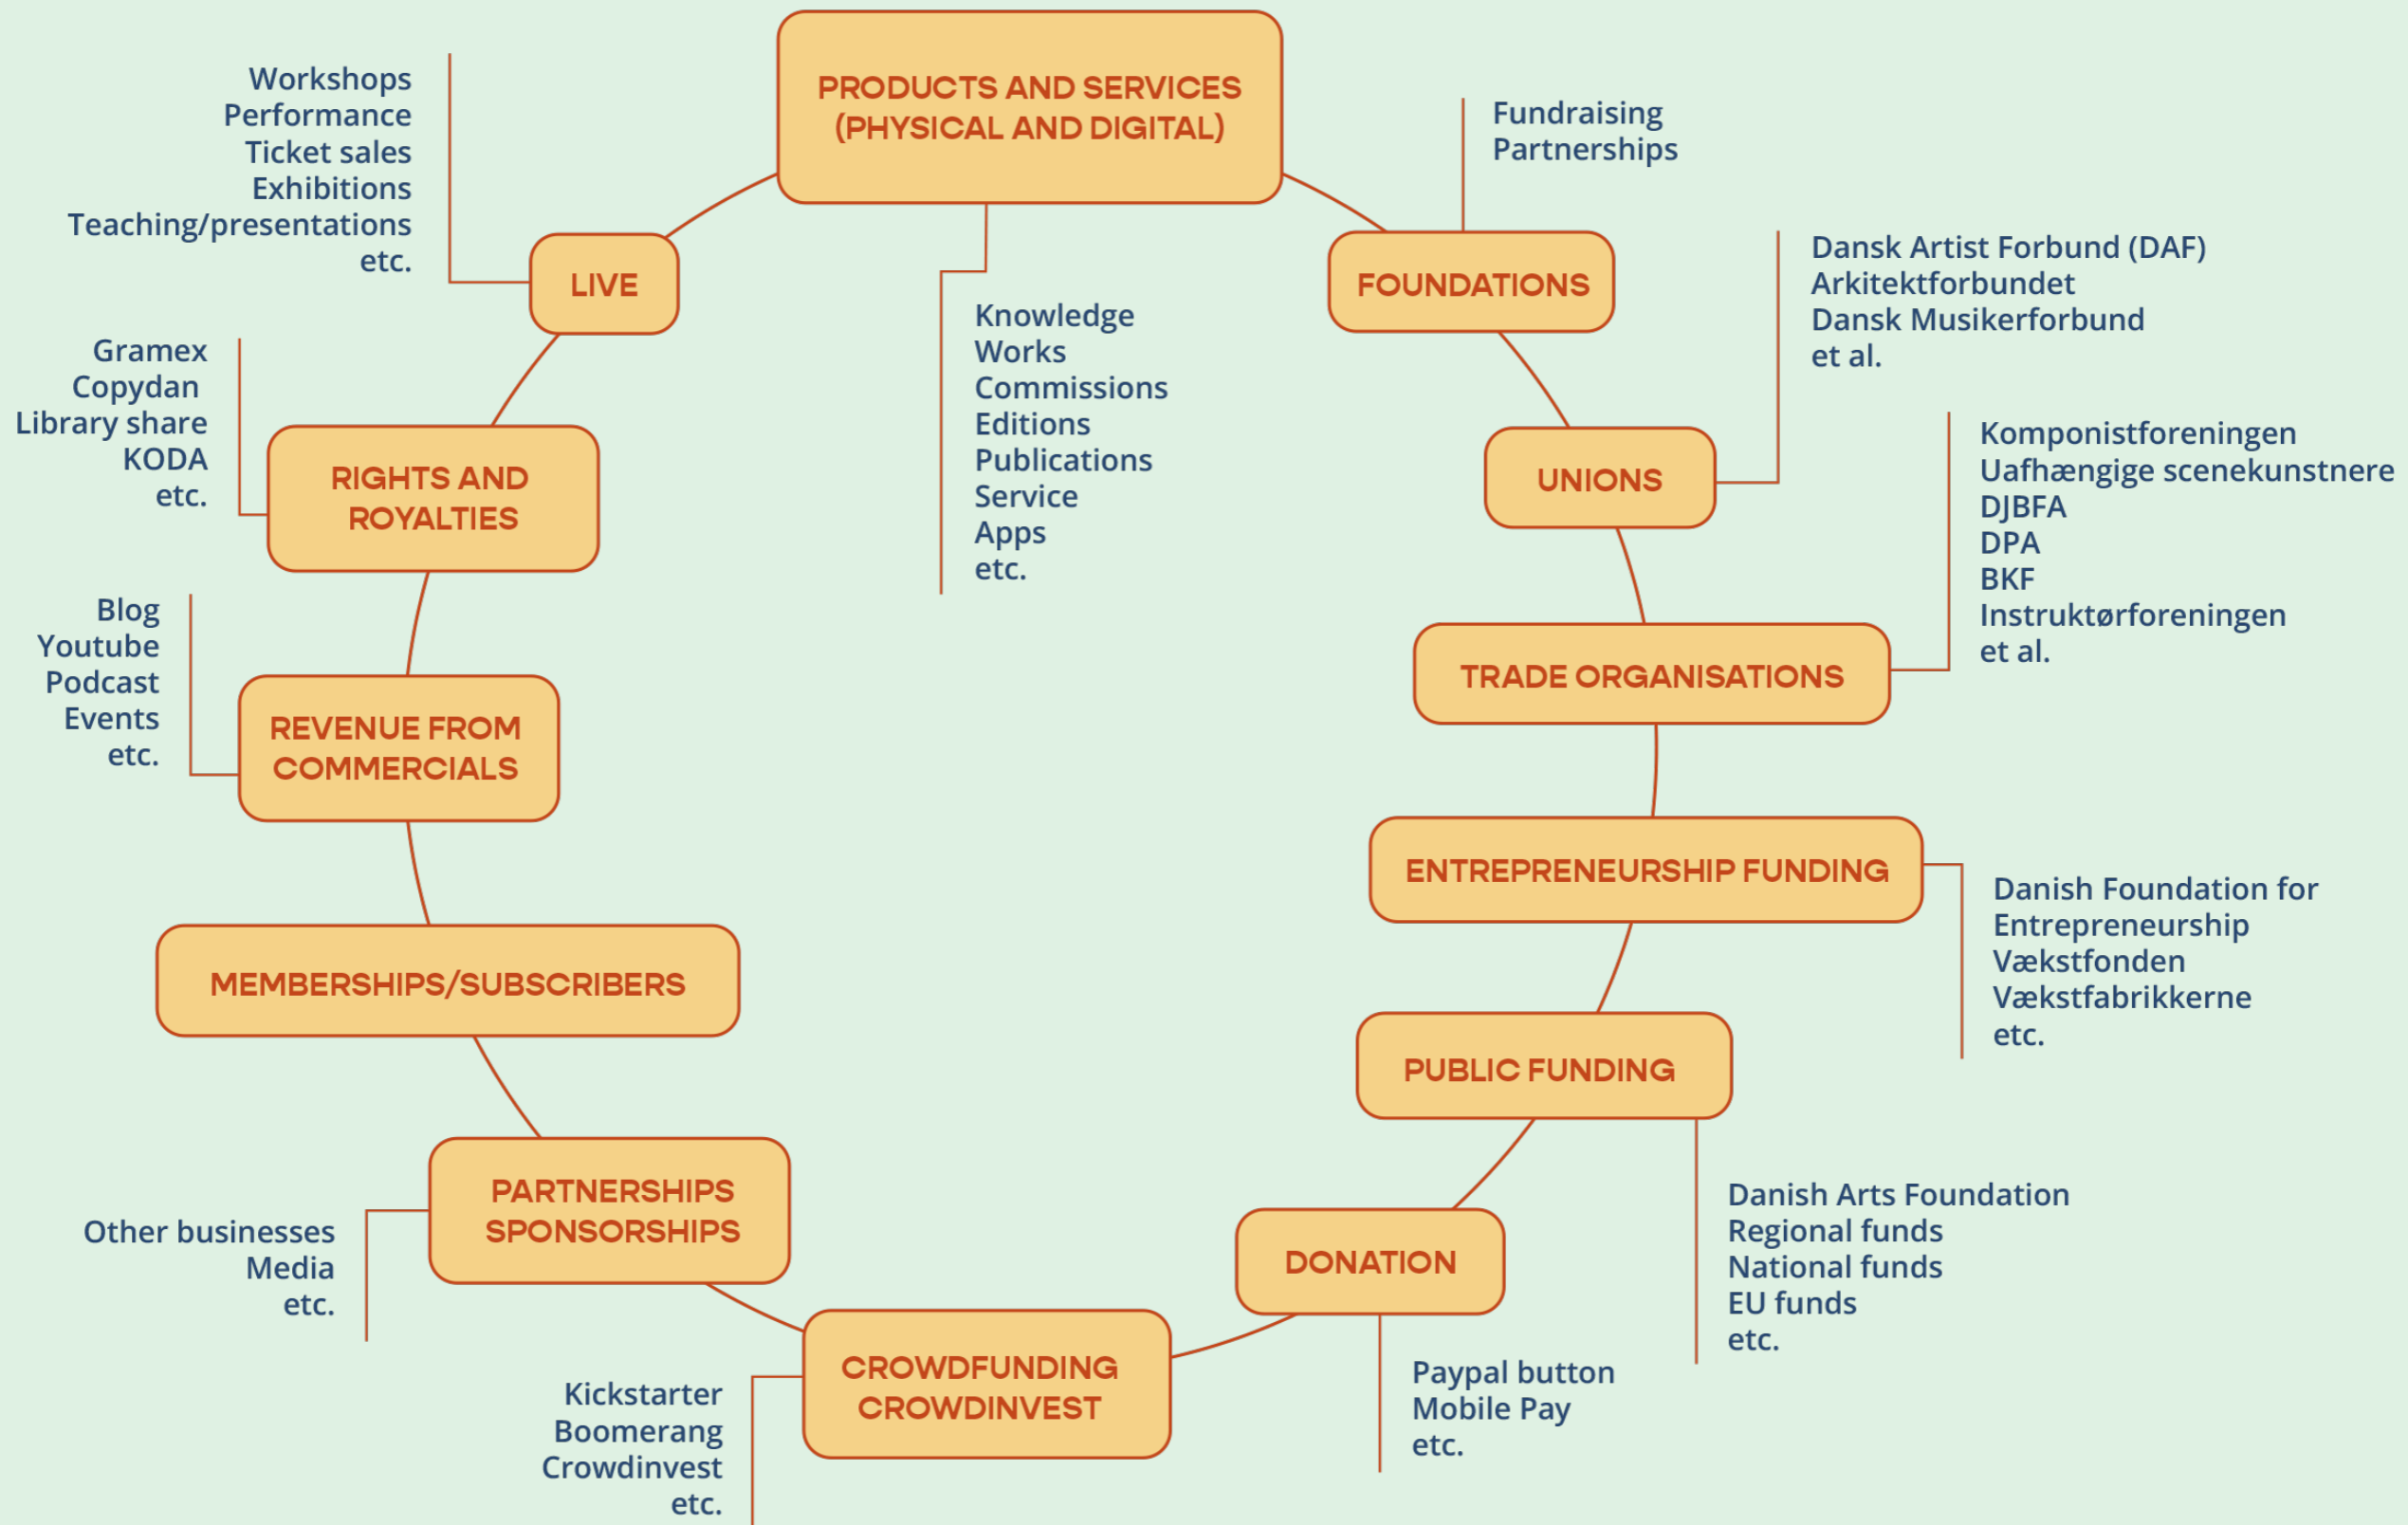 PRODUCTS AND SERVICES
(PHYSICAL AND DIGITAL)
Knowledge
Works
Commissions
Editions
Publications
Service
Apps
etc.
FOUNDATIONS
Fundraising
Partnerships
UNIONS
Dansk Artist Forbund (DAF)
Arkitektforbundet
Dansk Musikerforbund
et al.
TRADE ORGANISATIONS
Komponistforeningen
Uafhængige scenekunstnere
DJBFA
DPA
BKF
Instruktørforeningen
et al.
ENTREPRENEURSHIP FUNDING
Danish Foundation for
Entrepreneurship
Vækstfonden
Vækstfabrikkerne
etc.
PUBLIC FUNDING
Danish Arts Foundation
Regional funds
National funds
EU funds
etc.
DONATION
Paypal button
Mobile Pay
etc.
CROWDFUNDING
CROWDINVEST
Kickstarter
Boomerang
Crowdinvest
etc.
PARTNERSHIPS
SPONSORSHIPS
Other businesses
Media
etc.
MEMBERSHIPS/SUBSCRIBERS
REVENUE FROM
COMMERCIALS
Blog
Youtube
Podcast
Events
etc.
RIGHTS AND
ROYALTIES
Gramex
Copydan
Library share
KODA
etc.
LIVE
Workshops
Performance
Ticket sales
Exhibitions
Teaching/presentations
etc.